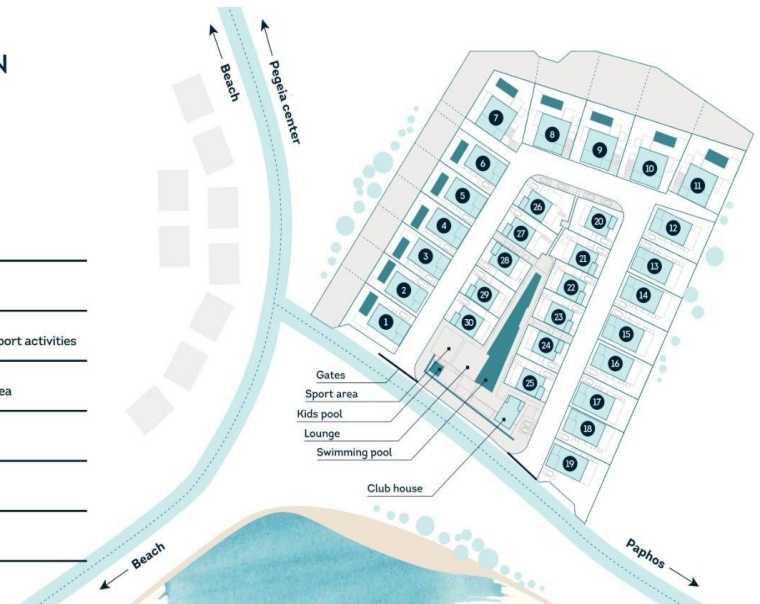 N
port activities
ea
Beach
Pegeia center
7
8
9
10
11
6
5
4
3
2
1
26
20
27
21
28
22
29
23
30
24
25
12
13
14
15
16
17
18
19
Gates
Sport area
Kids pool
Lounge
Swimming pool
Club house
Beach
Paphos